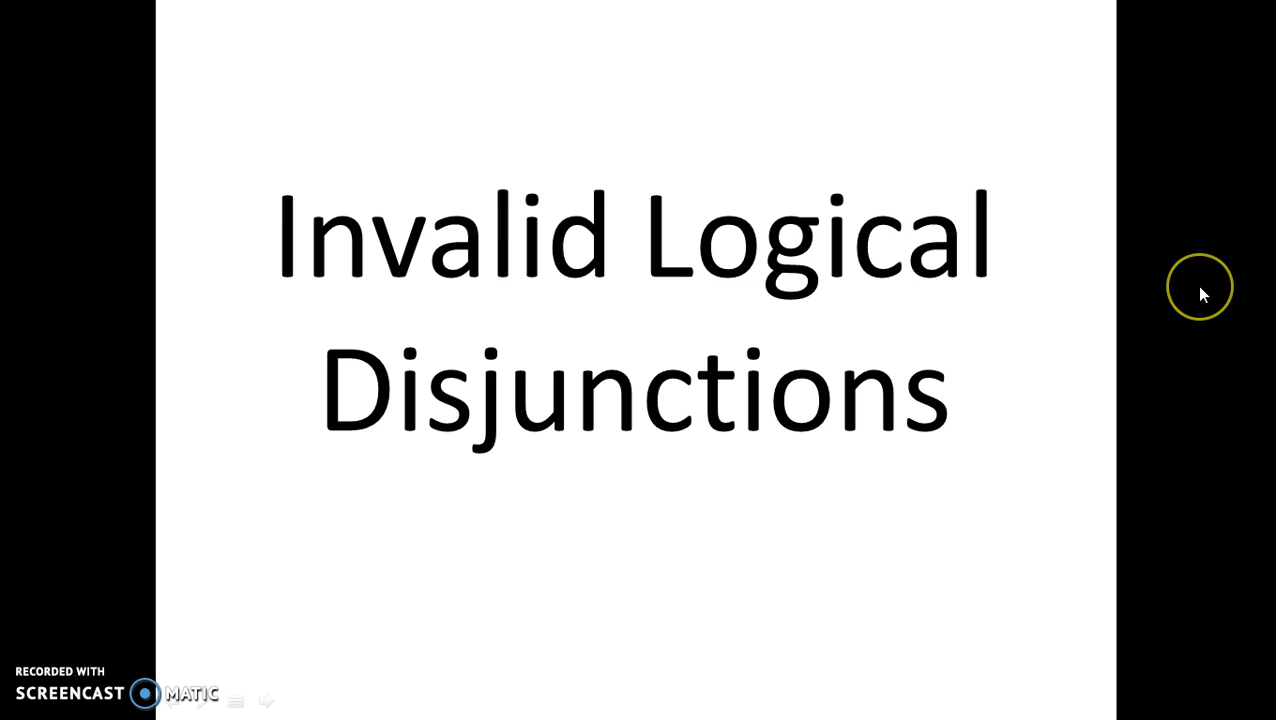 Invalid Logical
Disjunctions
RECORDED WITH
SCREENCAST MATIC